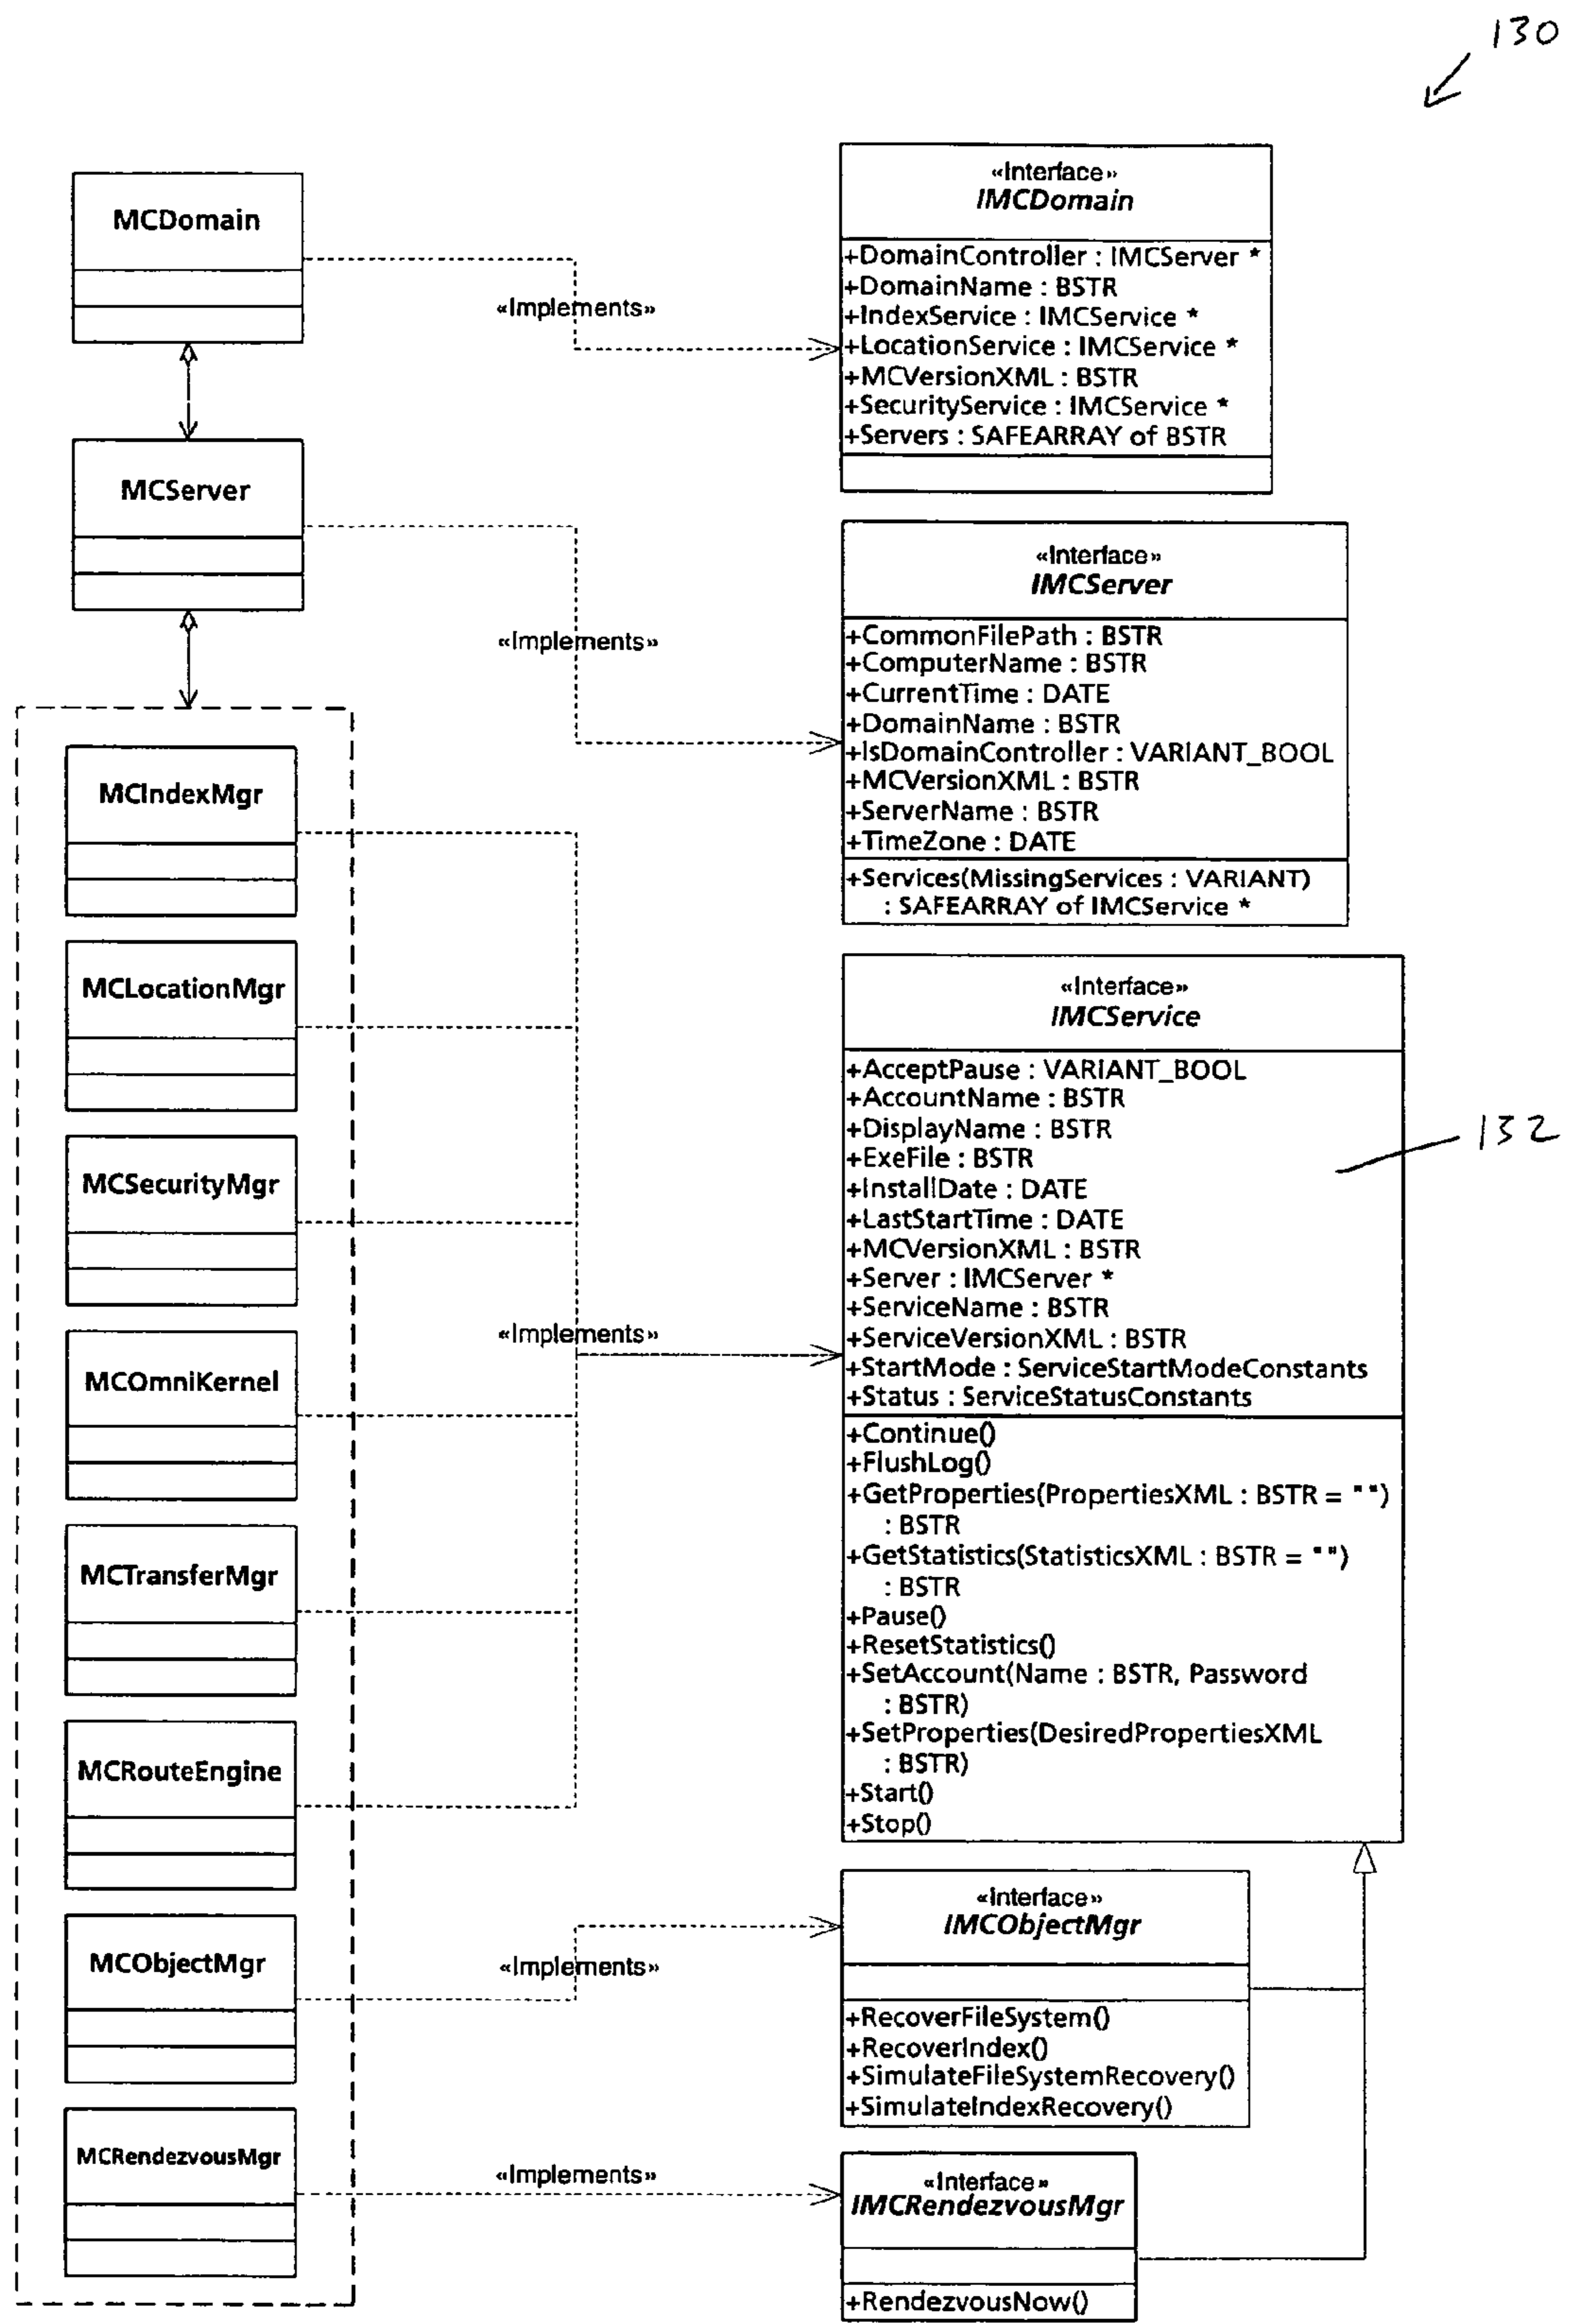 130
MCDomain
«Implements»
«Interface»
IMCDomain
+DomainController : IMCServer *
+DomainName : BSTR
+IndexService : IMCService *
+LocationService : IMCService *
+MCVersionXML : BSTR
+SecurityService : IMCService *
+Servers : SAFEARRAY of BSTR
MCServer
«Implements»
«Interface»
IMCServer
+CommonFilePath : BSTR
+ComputerName : BSTR
+CurrentTime : DATE
+DomainName : BSTR
+IsDomainController : VARIANT_BOOL
+MCVersionXML : BSTR
+ServerName : BSTR
+TimeZone : DATE
+Services(MissingServices : VARIANT)
: SAFEARRAY of IMCService *
MCIndexMgr
MCLocationMgr
MCSecurityMgr
MCOmniKernel
MCTransferMgr
MCRouteEngine
«Implements»
«Interface»
IMCService
+AcceptPause : VARIANT_BOOL
+AccountName : BSTR
+DisplayName : BSTR
+ExeFile : BSTR
+InstallDate : DATE
+LastStartTime : DATE
+MCVersionXML : BSTR
+Server : IMCServer *
+ServiceName : BSTR
+ServiceVersionXML : BSTR
+StartMode : ServiceStartModeConstants
+Status : ServiceStatusConstants
+Continue()
+FlushLog()
+GetProperties(PropertiesXML : BSTR = "")
: BSTR
+GetStatistics(StatisticsXML : BSTR = "")
: BSTR
+Pause()
+ResetStatistics()
+SetAccount(Name : BSTR, Password
: BSTR)
+SetProperties(DesiredPropertiesXML
: BSTR)
+Start()
+Stop()
132
MCObjectMgr
«Implements»
«Interface»
IMCObjectMgr
+RecoverFileSystem()
+RecoverIndex()
+SimulateFileSystemRecovery()
+SimulateIndexRecovery()
MCRendezvousMgr
«Implements»
«Interface»
IMCRendezvousMgr
+RendezvousNow()